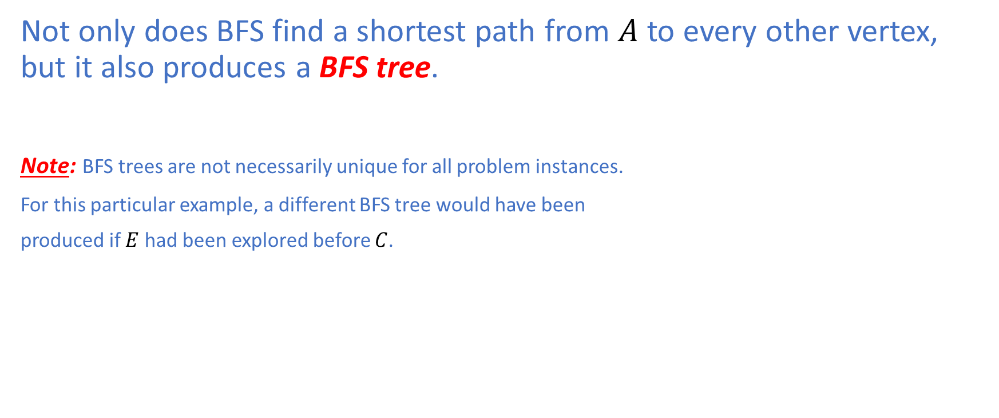 Not only does BFS find a shortest path from A to every other vertex,
but it also produces a BFS tree.
Note: BFS trees are not necessarily unique for all problem instances.
For this particular example, a different BFS tree would have been
produced if E had been explored before C.